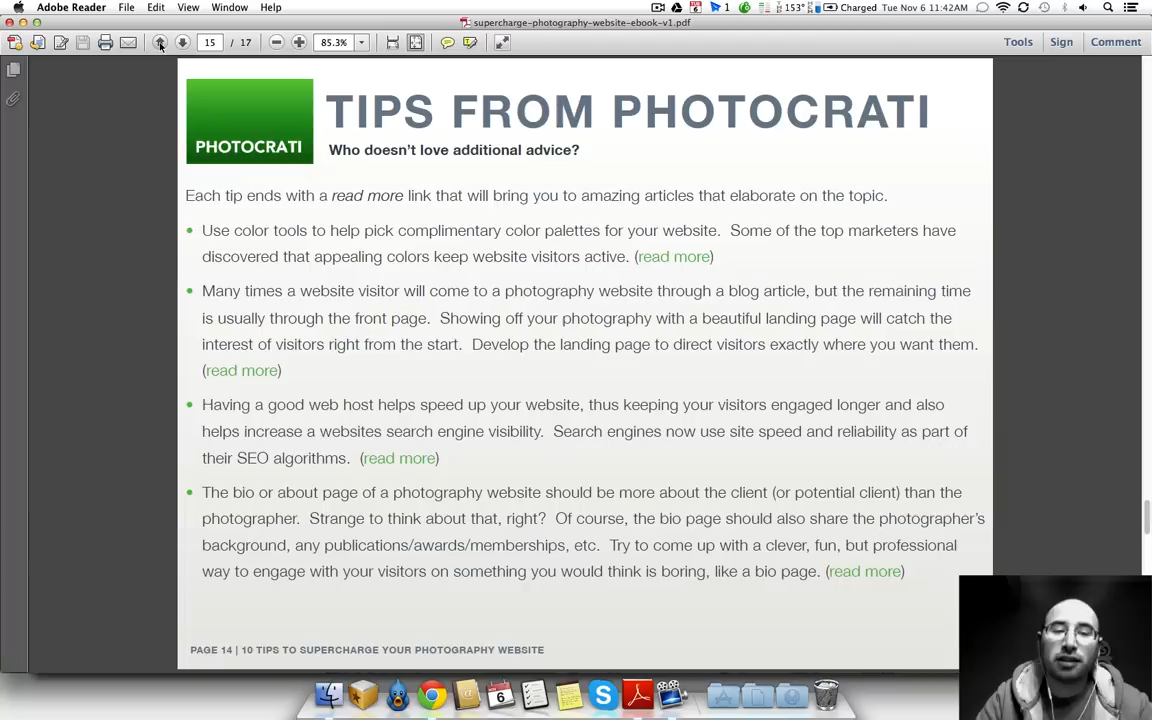 Adobe Reader File Edit View Window Help
1 153° Charged Tue Nov 6 11:42AM
supercharge-photography-website-ebook-v1.pdf
15 / 17 85.3% Tools Sign Comment
PHOTOCRATI
TIPS FROM PHOTOCRATI
Who doesn't love additional advice?
Each tip ends with a read more link that will bring you to amazing articles that elaborate on the topic.
• Use color tools to help pick complimentary color palettes for your website. Some of the top marketers have
discovered that appealing colors keep website visitors active. (read more)
• Many times a website visitor will come to a photography website through a blog article, but the remaining time
is usually through the front page. Showing off your photography with a beautiful landing page will catch the
interest of visitors right from the start. Develop the landing page to direct visitors exactly where you want them.
(read more)
• Having a good web host helps speed up your website, thus keeping your visitors engaged longer and also
helps increase a websites search engine visibility. Search engines now use site speed and reliability as part of
their SEO algorithms. (read more)
• The bio or about page of a photography website should be more about the client (or potential client) than the
photographer. Strange to think about that, right? Of course, the bio page should also share the photographer's
background, any publications/awards/memberships, etc. Try to come up with a clever, fun, but professional
way to engage with your visitors on something you would think is boring, like a bio page. (read more)
PAGE 14 | 10 TIPS TO SUPERCHARGE YOUR PHOTOGRAPHY WEBSITE
6